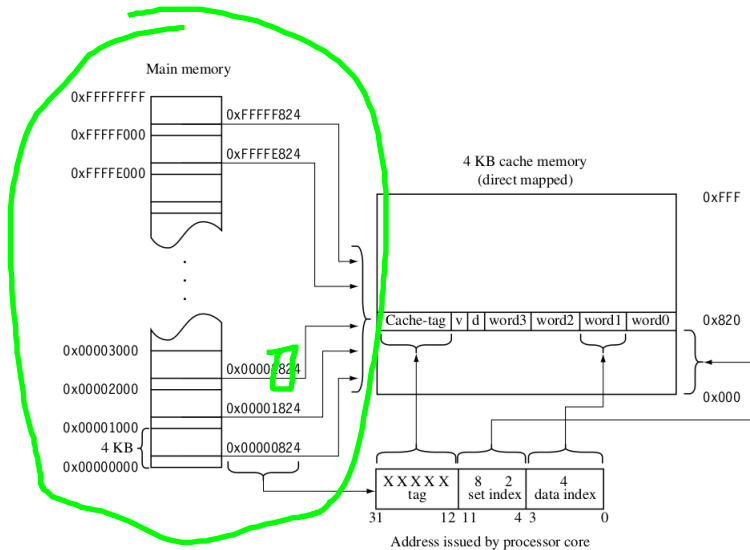 Main memory
0xFFFFFFFF
0xFFFFF824
0xFFFFF000
0xFFFFE824
0xFFFFE000
4 KB cache memory
(direct mapped)
0xFFF
Cache-tag v d word3 word2 word1 word0
0x820
0x000
0x00003000
0x00002824
0x00002000
0x00001824
0x00001000
4 KB
0x00000824
0x00000000
X X X X X
tag
8 2
set index
4
data index
31 12 11 4 3 0
Address issued by processor core